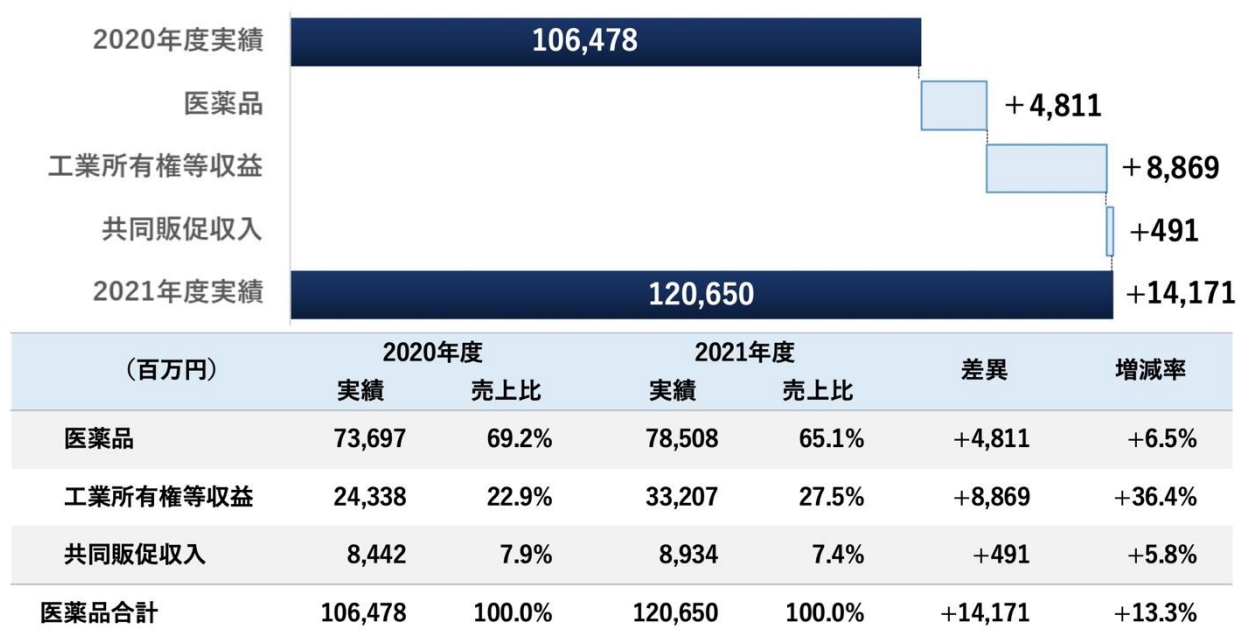 2020年度実績 106,478
医薬品 +4,811
工業所有権等収益 +8,869
共同販促収入 +491
2021年度実績 120,650 +14,171
(百万円) 2020年度 2021年度 差異 増減率
実績 売上比 実績 売上比
医薬品 73,697 69.2% 78,508 65.1% +4,811 +6.5%
工業所有権等収益 24,338 22.9% 33,207 27.5% +8,869 +36.4%
共同販促収入 8,442 7.9% 8,934 7.4% +491 +5.8%
医薬品合計 106,478 100.0% 120,650 100.0% +14,171 +13.3%